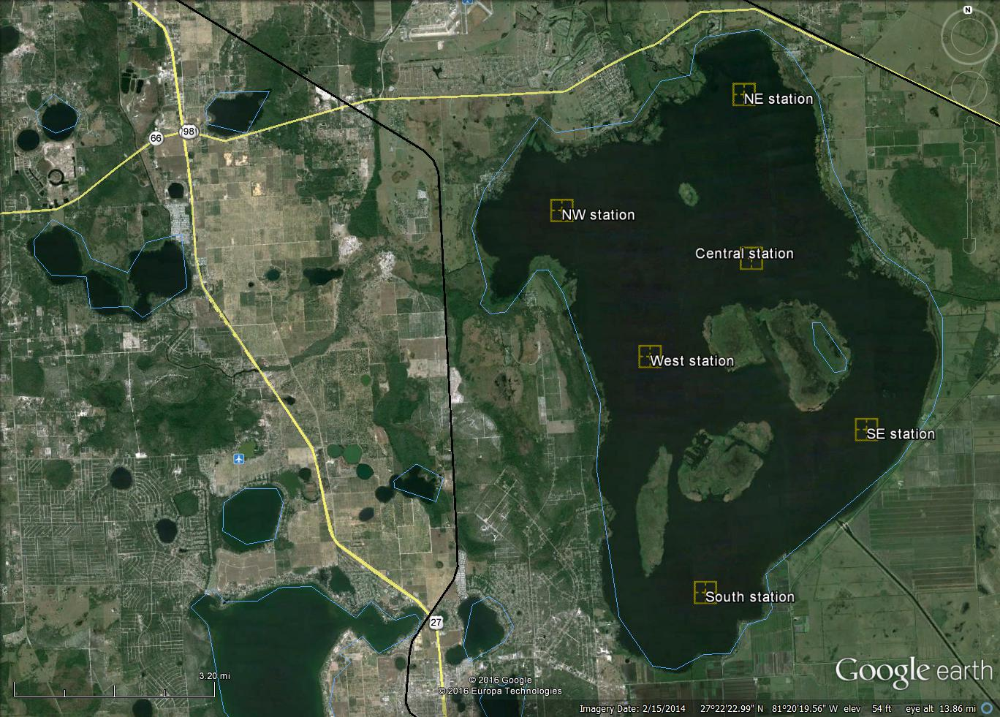 N
NE station
98
66
NW station
Central station
West station
SE station
South station
27
3.20 mi
© 2016 Google
© 2016 Europa Technologies
Google earth
Imagery Date: 2/15/2014 27°22'22.99" N 81°20'19.56" W elev 54 ft eye alt 13.86 mi